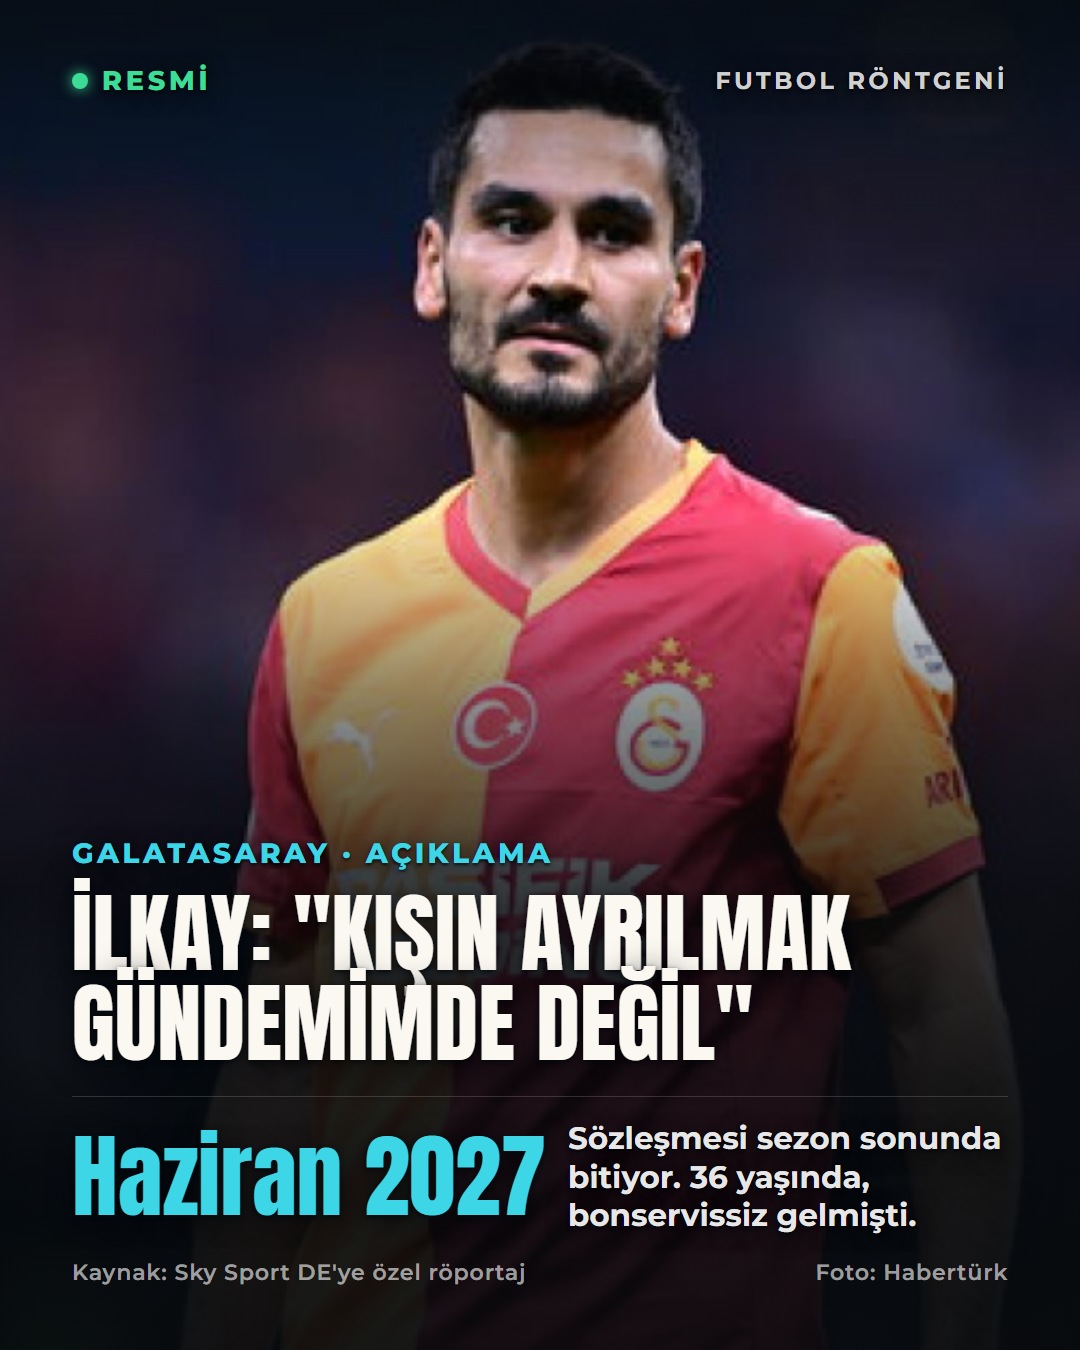 RESMİ
FUTBOL RÖNTGENİ
GALATASARAY · AÇIKLAMA
İLKAY: "KIŞIN AYRILMAK
GÜNDEMİMDE DEĞİL"
Haziran 2027
Sözleşmesi sezon sonunda
bitiyor. 36 yaşında,
bonservissiz gelmişti.
Kaynak: Sky Sport DE'ye özel röportaj
Foto: Habertürk